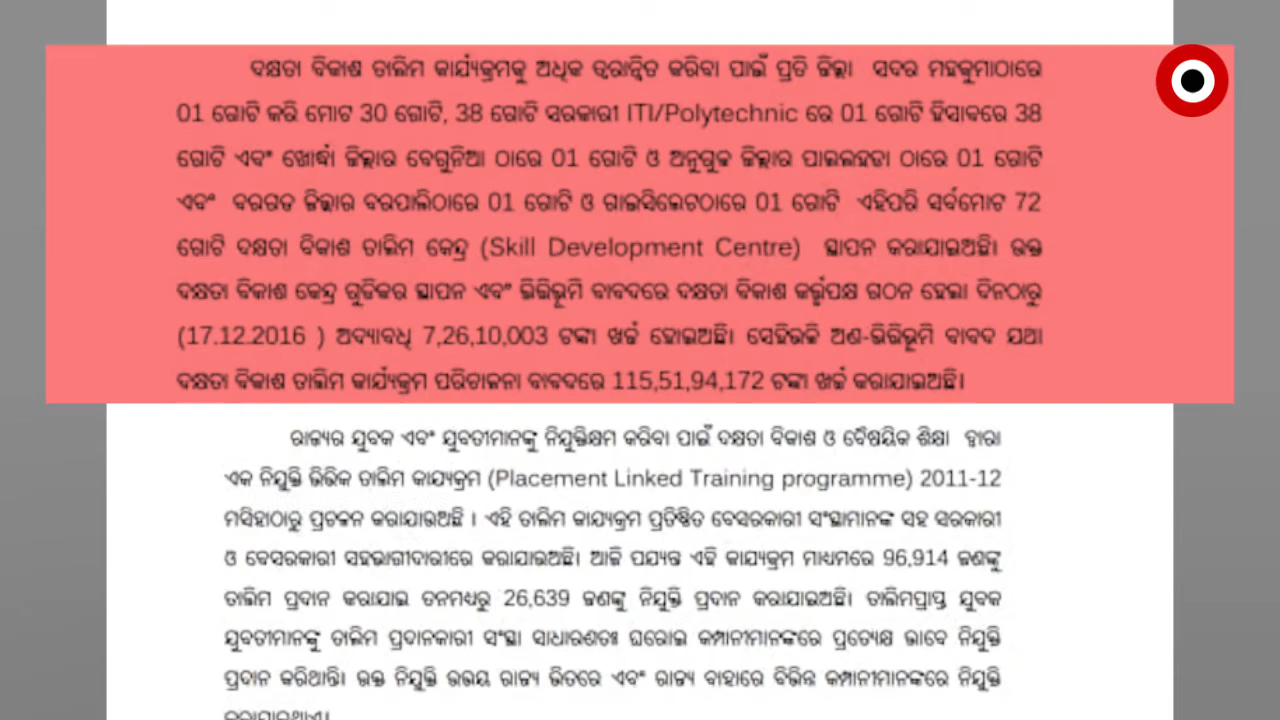 ଦକ୍ଷତା ବିକାଶ ତାଲିମ କାର୍ଯ୍ୟକ୍ରମକୁ ଅଧିକ ତ୍ୱରାନ୍ୱିତ କରିବା ପାଇଁ ପ୍ରତି ଜିଲ୍ଲା ସଦର ମହକୁମାଠାରେ
01 ଗୋଟି କରି ମୋଟ 30 ଗୋଟି, 38 ଗୋଟି ସରକାରୀ ITI/Polytechnic ରେ 01 ଗୋଟି ହିସାବରେ 38
ଗୋଟି ଏବଂ ଖୋର୍ଦ୍ଧା ଜିଲ୍ଲାର ବେଗୁନିଆ ଠାରେ 01 ଗୋଟି ଓ ଅନୁଗୁଳ ଜିଲ୍ଲାର ପାଲଲହଡା ଠାରେ 01 ଗୋଟି
ଏବଂ ବରଗଡ ଜିଲ୍ଲାର ବରପାଲିଠାରେ 01 ଗୋଟି ଓ ଗାଇସିଲେଟଠାରେ 01 ଗୋଟି ଏହିପରି ସର୍ବମୋଟ 72
ଗୋଟି ଦକ୍ଷତା ବିକାଶ ତାଲିମ କେନ୍ଦ୍ର (Skill Development Centre) ସ୍ଥାପନ କରାଯାଇଅଛି। ଉକ୍ତ
ଦକ୍ଷତା ବିକାଶ କେନ୍ଦ୍ର ଗୁଡିକର ସ୍ଥାପନ ଏବଂ ଭିତ୍ତିଭୂମି ବାବଦରେ ଦକ୍ଷତା ବିକାଶ କର୍ତ୍ତୃପକ୍ଷ ଗଠନ ହେଲା ଦିନଠାରୁ
(17.12.2016 ) ଅଦ୍ୟାବଧି 7,26,10,003 ଟଙ୍କା ଖର୍ଚ୍ଚ ହୋଇଅଛି। ସେହିଭଳି ଅଣ-ଭିତ୍ତିଭୂମି ବାବଦ ଯଥା
ଦକ୍ଷତା ବିକାଶ ତାଲିମ କାର୍ଯ୍ୟକ୍ରମ ପରିଚାଳନା ବାବଦରେ 115,51,94,172 ଟଙ୍କା ଖର୍ଚ୍ଚ କରାଯାଇଅଛି।
ରାଜ୍ୟର ଯୁବକ ଏବଂ ଯୁବତୀମାନଙ୍କୁ ନିଯୁକ୍ତିକ୍ଷମ କରିବା ପାଇଁ ଦକ୍ଷତା ବିକାଶ ଓ ବୈଷୟିକ ଶିକ୍ଷା ଦ୍ୱାରା
ଏକ ନିଯୁକ୍ତି ଭିତ୍ତିକ ତାଲିମ କାଯ୍ୟକ୍ରମ (Placement Linked Training programme) 2011-12
ମସିହାଠାରୁ ପ୍ରଚଳନ କରାଯାଉଅଛି । ଏହି ତାଲିମ କାଯ୍ୟକ୍ରମ ପ୍ରତିଷ୍ଠିତ ବେସରକାରୀ ସଂସ୍ଥାମାନଙ୍କ ସହ ସରକାରୀ
ଓ ବେସରକାରୀ ସହଭାଗୀଦାରୀରେ କରାଯାଉଅଛି। ଆଜି ପଯ୍ୟନ୍ତ ଏହି କାଯ୍ୟକ୍ରମ ମାଧ୍ୟମରେ 96,914 ଜଣଙ୍କୁ
ତାଲିମ ପ୍ରଦାନ କରାଯାଇ ତନମଧ୍ୟରୁ 26,639 ଜଣଙ୍କୁ ନିଯୁକ୍ତି ପ୍ରଦାନ କରାଯାଇଅଛି। ତାଲିମପ୍ରାପ୍ତ ଯୁବକ
ଯୁବତୀମାନଙ୍କୁ ତାଲିମ ପ୍ରଦାନକାରୀ ସଂସ୍ଥା ସାଧାରଣତଃ ଘରୋଇ କମ୍ପାନୀମାନଙ୍କରେ ପ୍ରତ୍ୟେକ୍ଷ ଭାବେ ନିଯୁକ୍ତି
ପ୍ରଦାନ କରିଥାନ୍ତି। ଉକ୍ତ ନିଯୁକ୍ତି ଉଭୟ ରାଜ୍ୟ ଭିତରେ ଏବଂ ରାଜ୍ୟ ବାହାରେ ବିଭିନ୍ନ କମ୍ପାନୀମାନଙ୍କରେ ନିଯୁକ୍ତି